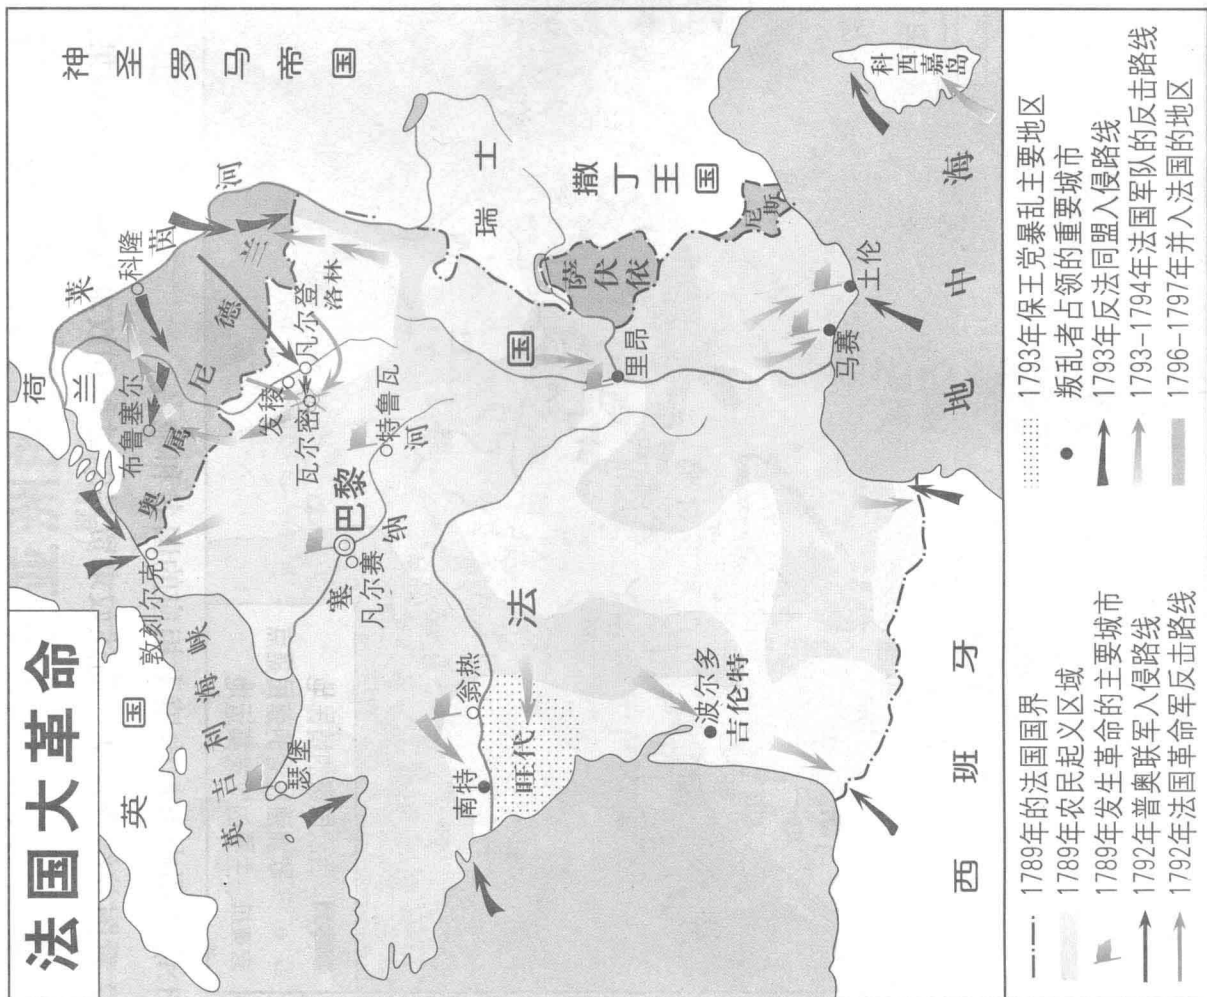 法国大革命
神圣罗马帝国
荷兰
英国
英吉利海峡
莱茵河
科隆
布鲁塞尔
奥属尼德兰
敦刻尔克
发棱
凡尔登
洛林
瓦尔密
特鲁瓦
巴黎
凡尔赛
塞纳河
瑟堡
翁热
南特
旺代
法国
瑞士
撒丁王国
萨伏依
尼斯
里昂
马赛
土伦
科西嘉岛
波尔多
吉伦特
西班牙
地中海
1789年的法国国界
1789年农民起义区域
1789年发生革命的主要城市
1792年普奥联军入侵路线
1792年法国革命军反击路线
1793年保王党暴乱主要地区
叛乱者占领的重要城市
1793年反法同盟入侵路线
1793-1794年法国军队的反击路线
1796-1797年并入法国的地区